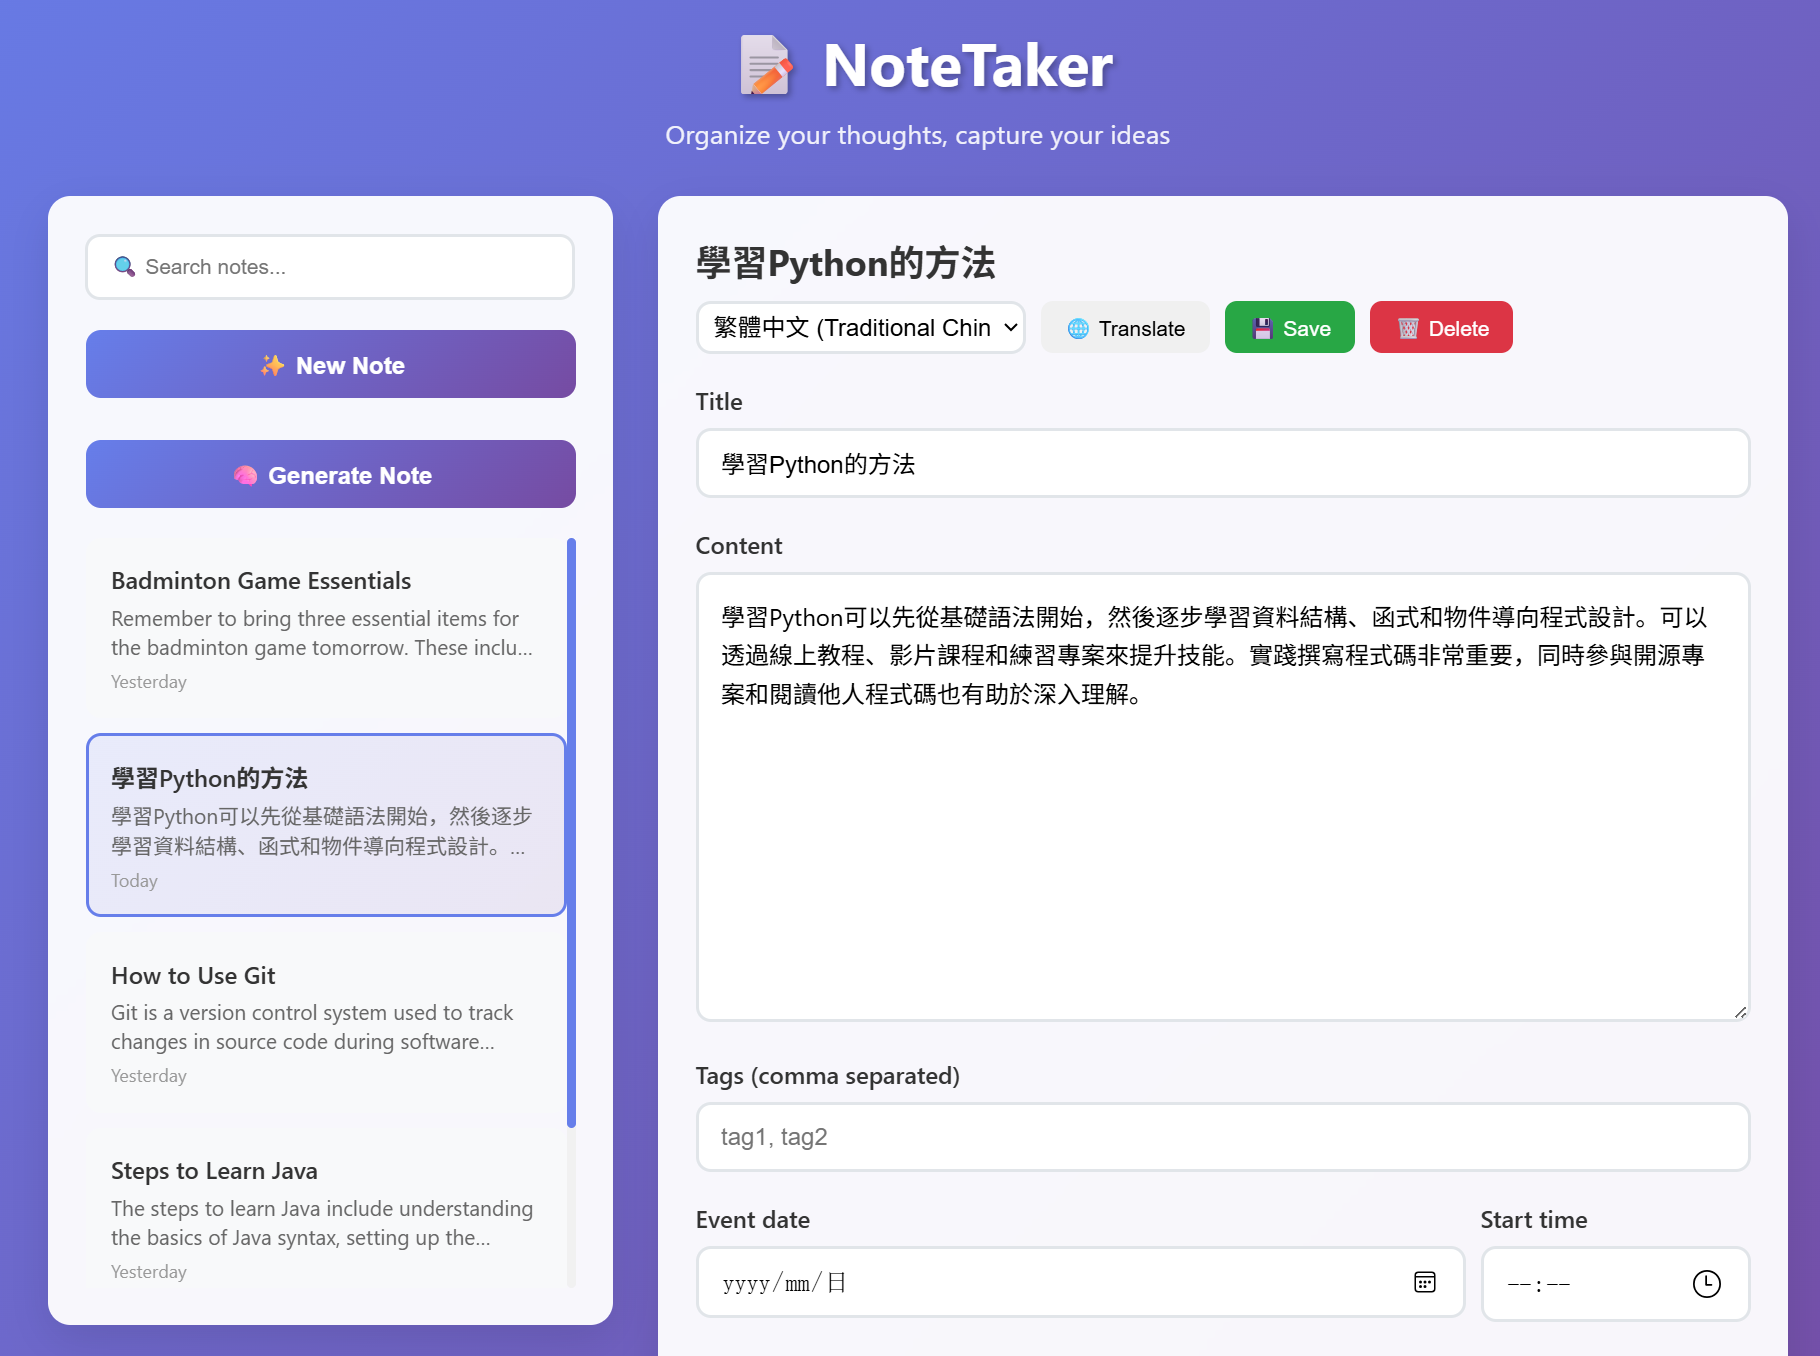 NoteTaker
Organize your thoughts, capture your ideas
Search notes...
New Note
Generate Note
Badminton Game Essentials
Remember to bring three essential items for
the badminton game tomorrow. These inclu...
Yesterday
學習Python的方法
學習Python可以先從基礎語法開始，然後逐步
學習資料結構、函式和物件導向程式設計。...
Today
How to Use Git
Git is a version control system used to track
changes in source code during software...
Yesterday
Steps to Learn Java
The steps to learn Java include understanding
the basics of Java syntax, setting up the...
Yesterday
學習Python的方法
繁體中文 (Traditional Chin
Translate
Save
Delete
Title
學習Python的方法
Content
學習Python可以先從基礎語法開始，然後逐步學習資料結構、函式和物件導向程式設計。可以
透過線上教程、影片課程和練習專案來提升技能。實踐撰寫程式碼非常重要，同時參與開源專
案和閱讀他人程式碼也有助於深入理解。
Tags (comma separated)
tag1, tag2
Event date
yyyy/mm/日
Start time
--:--